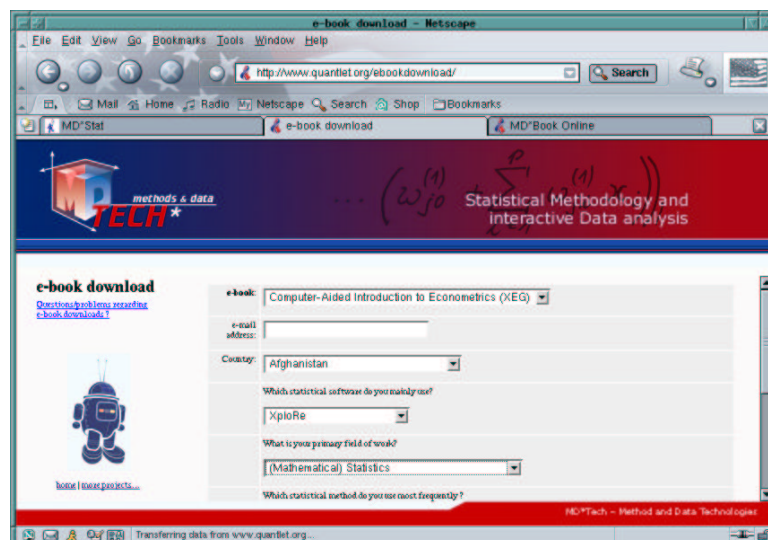 e-book download - Netscape
File Edit View Go Bookmarks Tools Window Help
http://www.quantlet.org/ebookdownload/ Search
Mail Home Radio Netscape Search Shop Bookmarks
MD*Stat e-book download MD*Book Online
methods & data
MD TECH *
Statistical Methodology and
interactive Data analysis
e-book download
Questions/problems regarding
e-book downloads ?
e-book: Computer-Aided Introduction to Econometrics (XEG)
e-mail
address:
Country: Afghanistan
Which statistical software do you mainly use?
XploRe
What is your primary field of work?
(Mathematical) Statistics
home | more projects...
Which statistical method do you use most frequently ?
MD*Tech - Method and Data Technologies
Transferring data from www.quantlet.org...